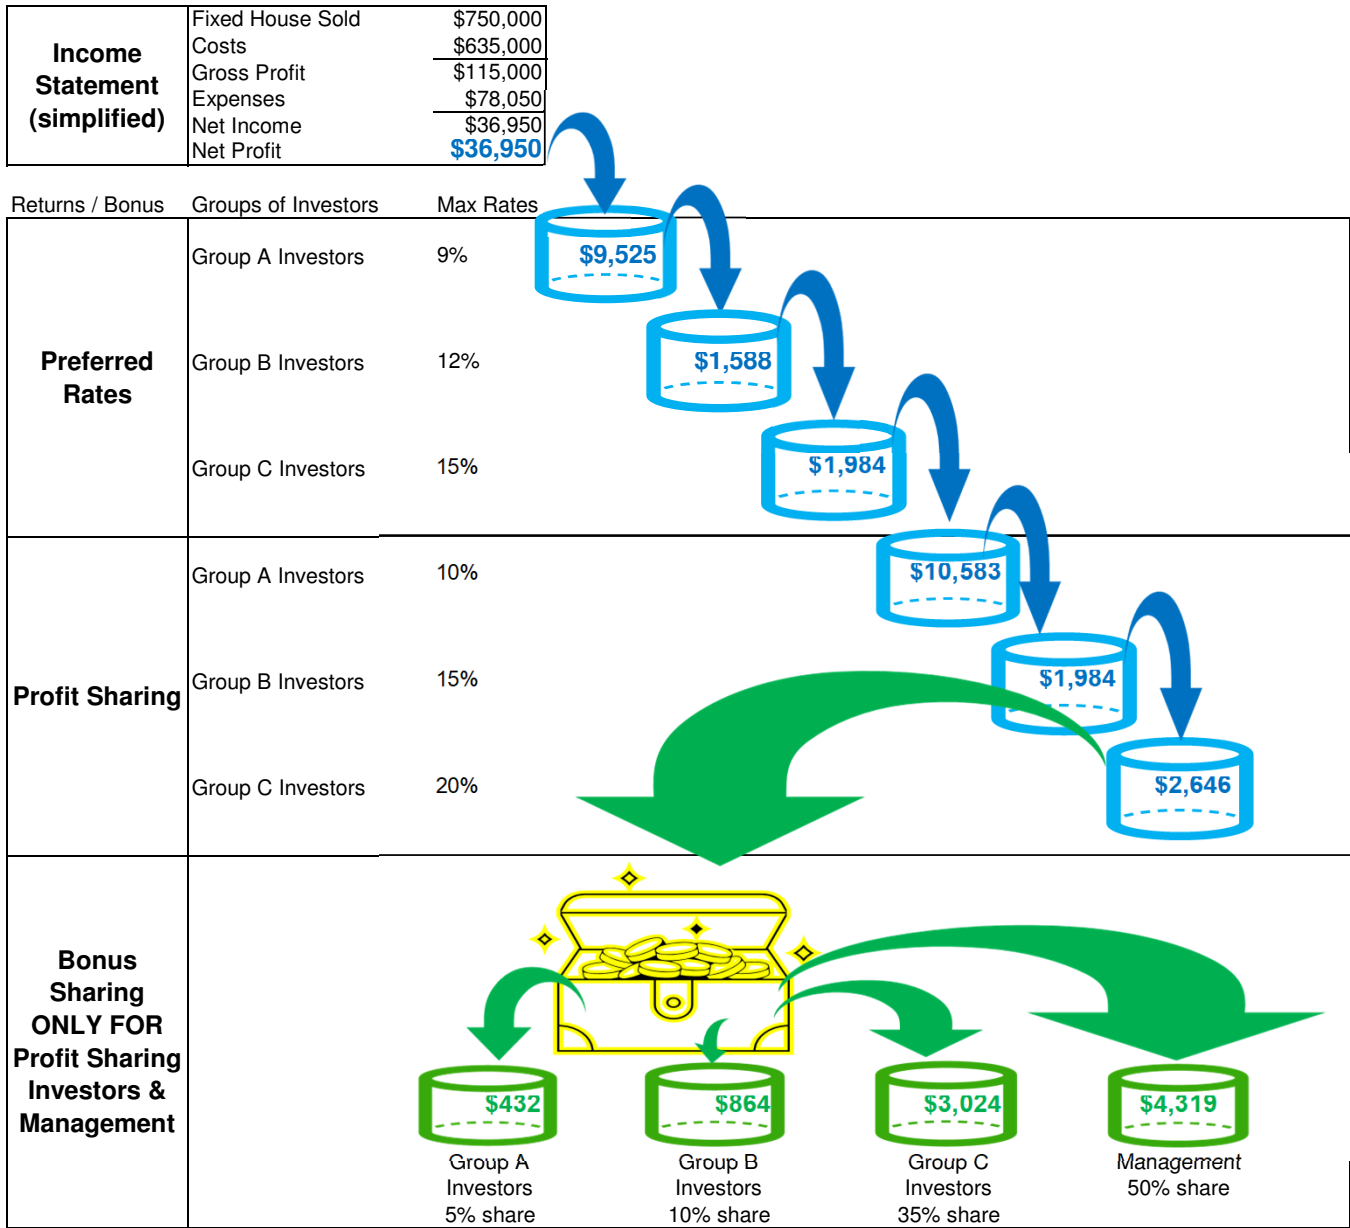 Income
Statement
(simplified)
Fixed House Sold $750,000
Costs $635,000
Gross Profit $115,000
Expenses $78,050
Net Income $36,950
Net Profit $36,950
Returns / Bonus Groups of Investors Max Rates
Preferred
Rates
Group A Investors 9% $9,525
Group B Investors 12% $1,588
Group C Investors 15% $1,984
Profit Sharing
Group A Investors 10% $10,583
Group B Investors 15% $1,984
Group C Investors 20% $2,646
Bonus
Sharing
ONLY FOR
Profit Sharing
Investors &
Management
$432 $864 $3,024 $4,319
Group A
Investors
5% share
Group B
Investors
10% share
Group C
Investors
35% share
Management
50% share